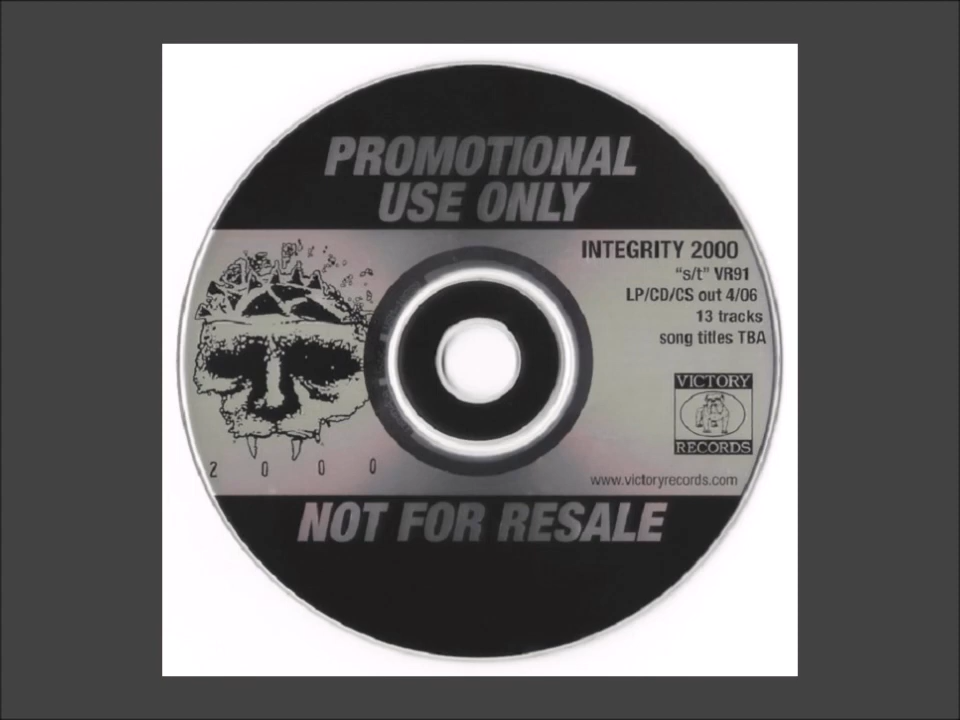 PROMOTIONAL
USE ONLY
INTEGRITY 2000
"s/t" VR91
LP/CD/CS out 4/06
13 tracks
song titles TBA
VICTORY
RECORDS
2 0 0 0
www.victoryrecords.com
NOT FOR RESALE